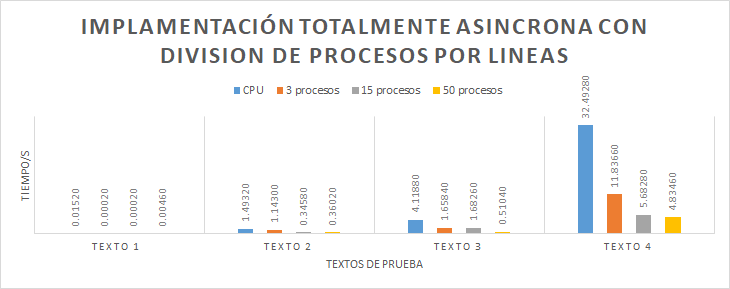 IMPLAMENTACIÓN TOTALMENTE ASINCRONA CON
DIVISION DE PROCESOS POR LINEAS
CPU 3 procesos 15 procesos 50 procesos
TIEMPO/S
0.01520 0.00020 0.00020 0.00460
1.49320 1.14300 0.34580 0.36020
4.11880 1.65840 1.68260 0.51040
32.49280 11.83660 5.68280 4.83460
TEXTO 1 TEXTO 2 TEXTO 3 TEXTO 4
TEXTOS DE PRUEBA